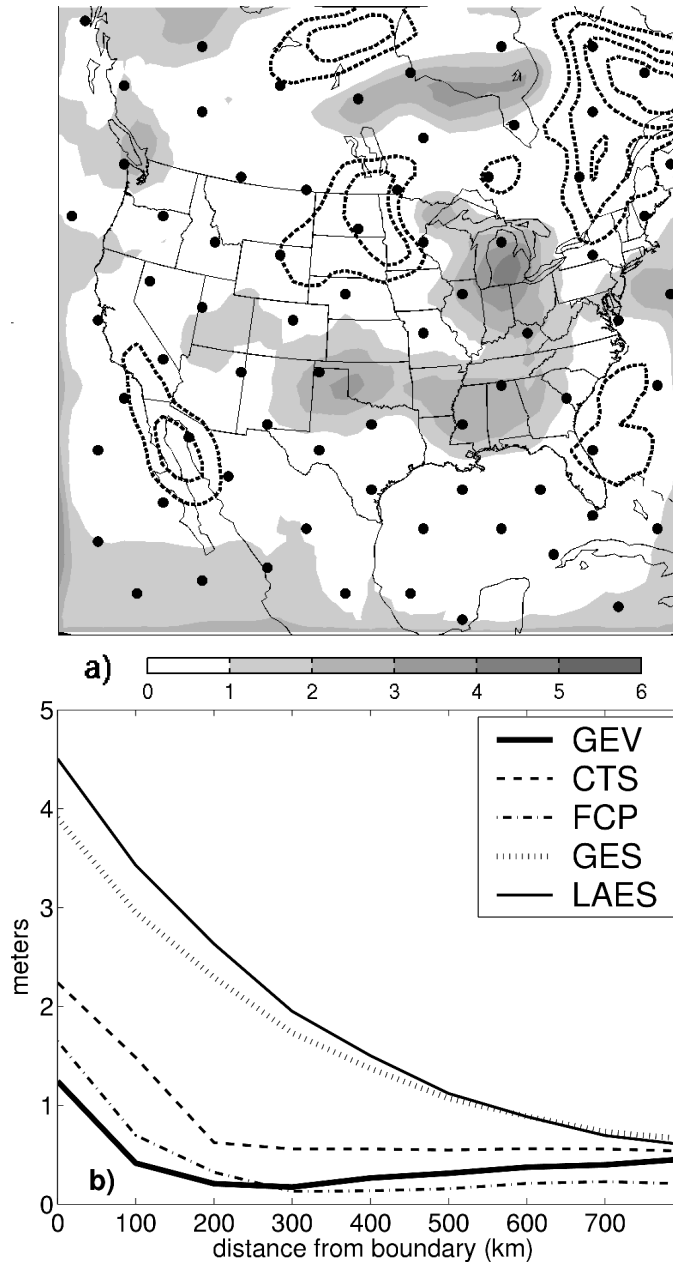 a)
0 1 2 3 4 5 6
5
4
3
2
1
0
meters
GEV
CTS
FCP
GES
LAES
b)
0 100 200 300 400 500 600 700
distance from boundary (km)